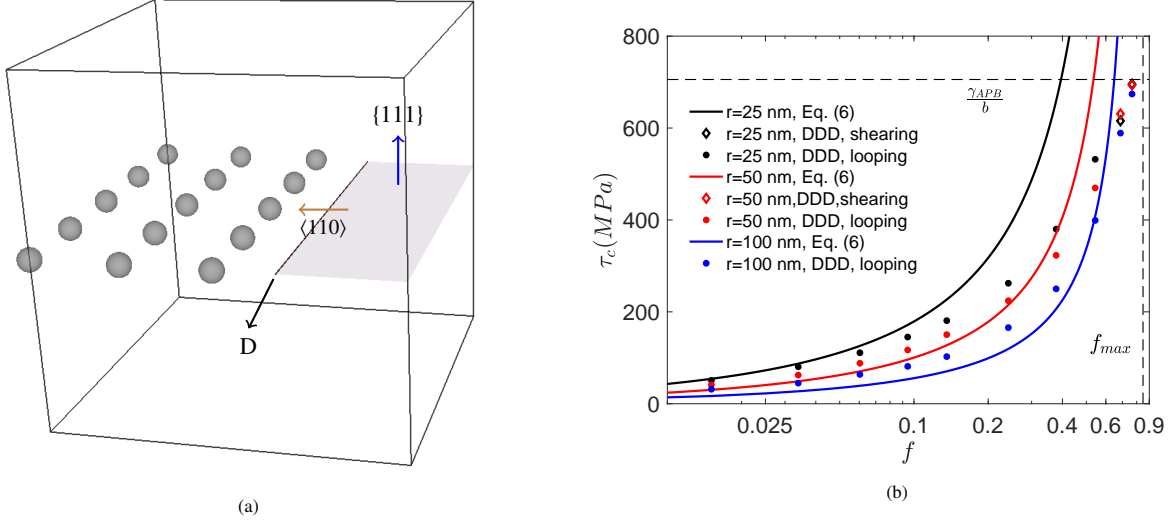 {111}
⟨110⟩
D
(a)
800
600
400
200
0
τc(MPa)
γAPB
b
r=25 nm, Eq. (6)
r=25 nm, DDD, shearing
r=25 nm, DDD, looping
r=50 nm, Eq. (6)
r=50 nm,DDD,shearing
r=50 nm, DDD, looping
r=100 nm, Eq. (6)
r=100 nm, DDD, looping
fmax
0.025 0.1 0.2 0.4 0.6 0.9
f
(b)